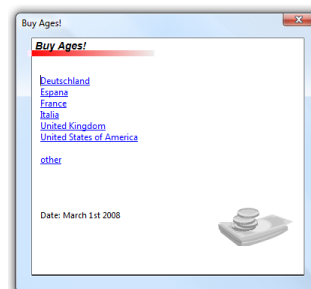 Buy Ages!
Buy Ages!
Deutschland
Espana
France
Italia
United Kingdom
United States of America
other
Date: March 1st 2008